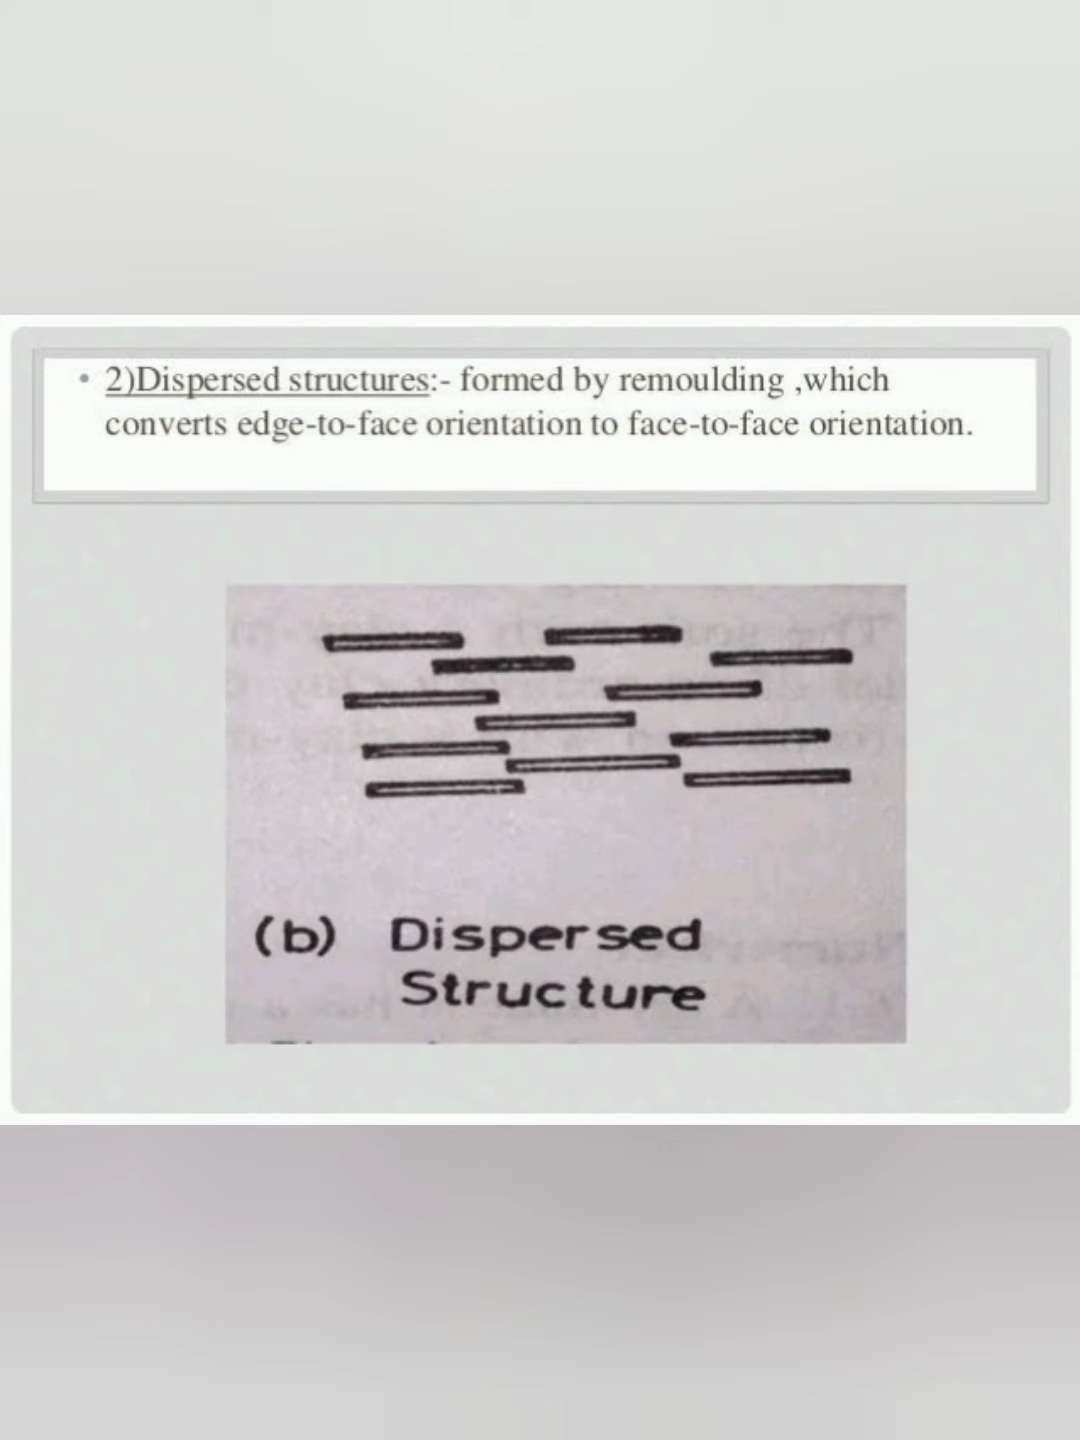 • 2)Dispersed structures:- formed by remoulding ,which
converts edge-to-face orientation to face-to-face orientation.
(b) Dispersed
Structure